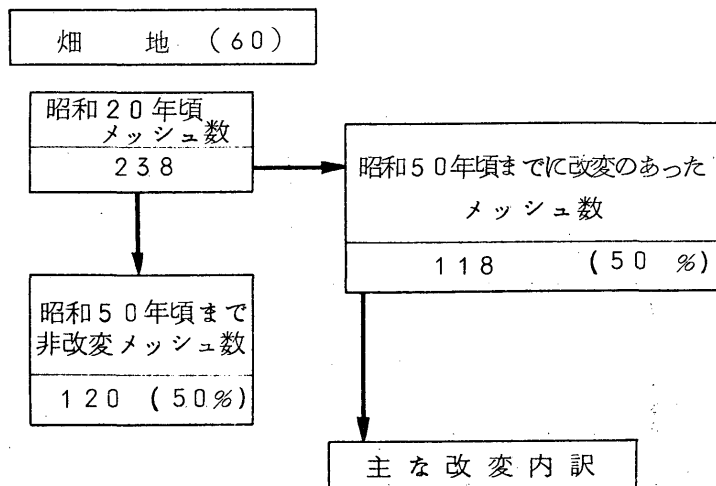 畑 地 (60)
昭和20年頃
メッシュ数
238
昭和50年頃までに改変のあった
メッシュ数
118 (50 %)
昭和50年頃まで
非改変メッシュ数
120 (50%)
主な改変内訳